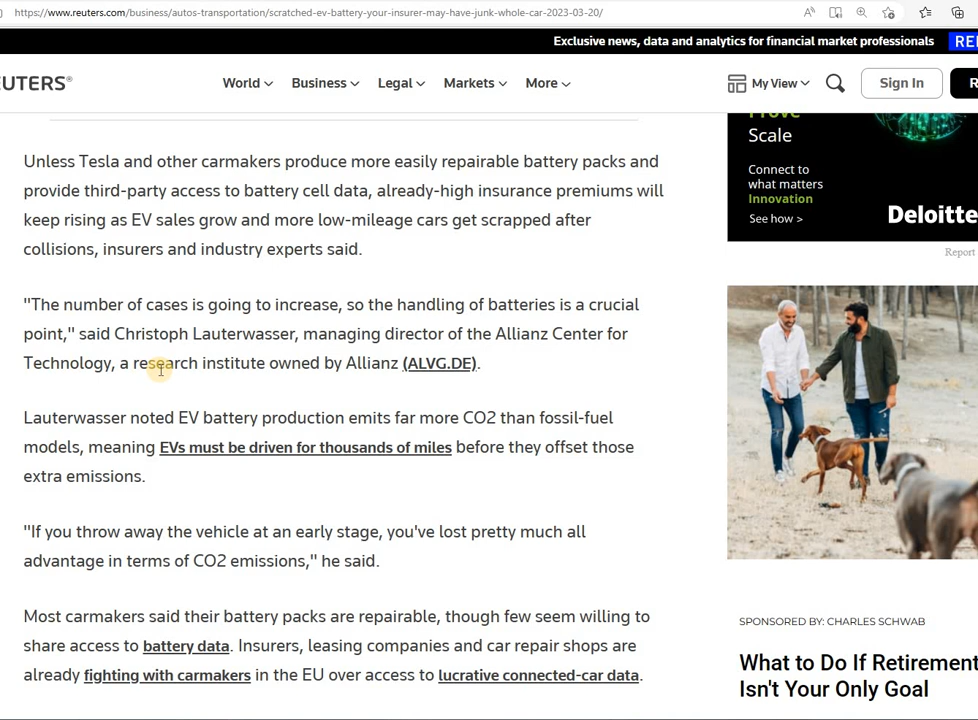 https://www.reuters.com/business/autos-transportation/scratched-ev-battery-your-insurer-may-have-junk-whole-car-2023-03-20/
Exclusive news, data and analytics for financial market professionals
EUTERS®
World
Business
Legal
Markets
More
My View
Sign In
Prove
Scale
Connect to
what matters
Innovation
See how >
Deloitte
Report
Unless Tesla and other carmakers produce more easily repairable battery packs and
provide third-party access to battery cell data, already-high insurance premiums will
keep rising as EV sales grow and more low-mileage cars get scrapped after
collisions, insurers and industry experts said.
"The number of cases is going to increase, so the handling of batteries is a crucial
point," said Christoph Lauterwasser, managing director of the Allianz Center for
Technology, a research institute owned by Allianz (ALVG.DE).
Lauterwasser noted EV battery production emits far more CO2 than fossil-fuel
models, meaning EVs must be driven for thousands of miles before they offset those
extra emissions.
"If you throw away the vehicle at an early stage, you've lost pretty much all
advantage in terms of CO2 emissions," he said.
Most carmakers said their battery packs are repairable, though few seem willing to
share access to battery data. Insurers, leasing companies and car repair shops are
already fighting with carmakers in the EU over access to lucrative connected-car data.
SPONSORED BY: CHARLES SCHWAB
What to Do If Retirement
Isn't Your Only Goal